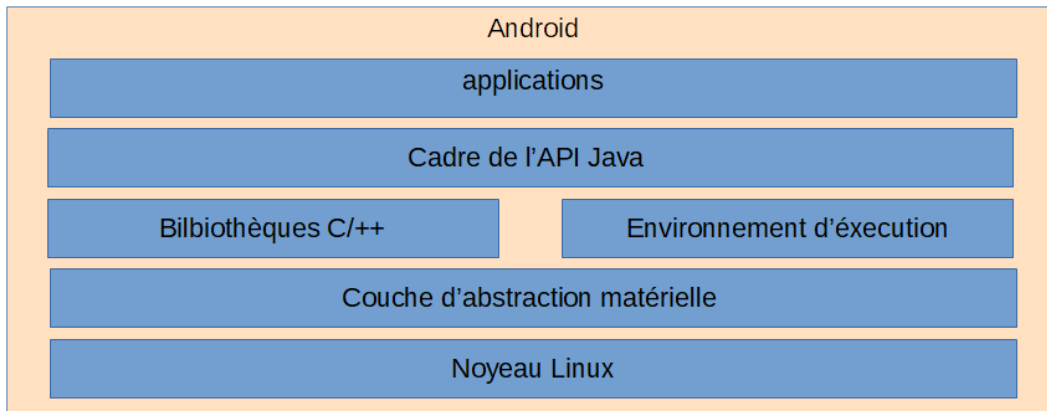 Android
applications
Cadre de l’API Java
Bilbiothèques C/++
Environnement d’éxecution
Couche d’abstraction matérielle
Noyeau Linux